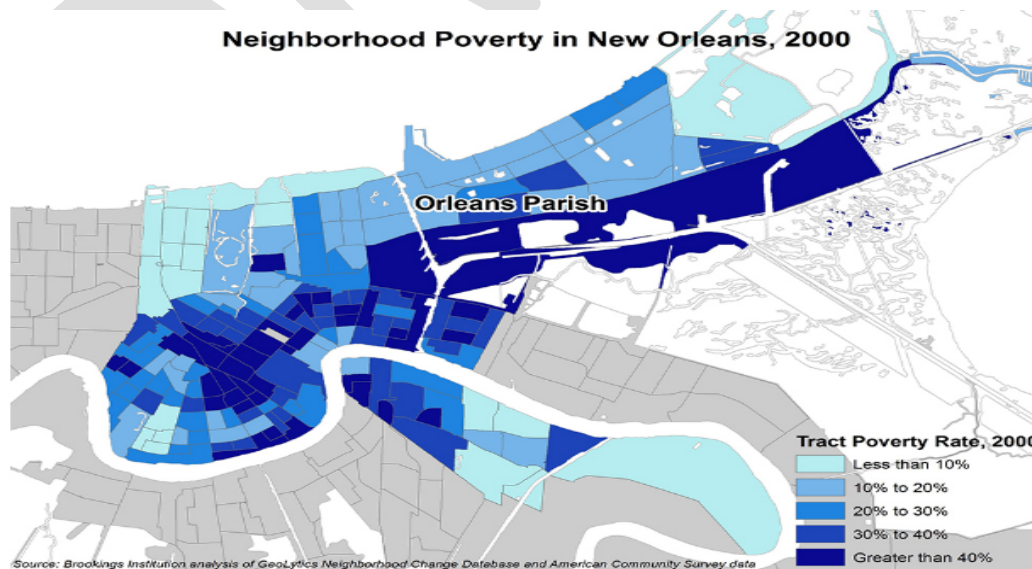 Neighborhood Poverty in New Orleans, 2000
Orleans Parish
Tract Poverty Rate, 2000
Less than 10%
10% to 20%
20% to 30%
30% to 40%
Greater than 40%
Source: Brookings Institution analysis of GeoLytics Neighborhood Change Database and American Community Survey data